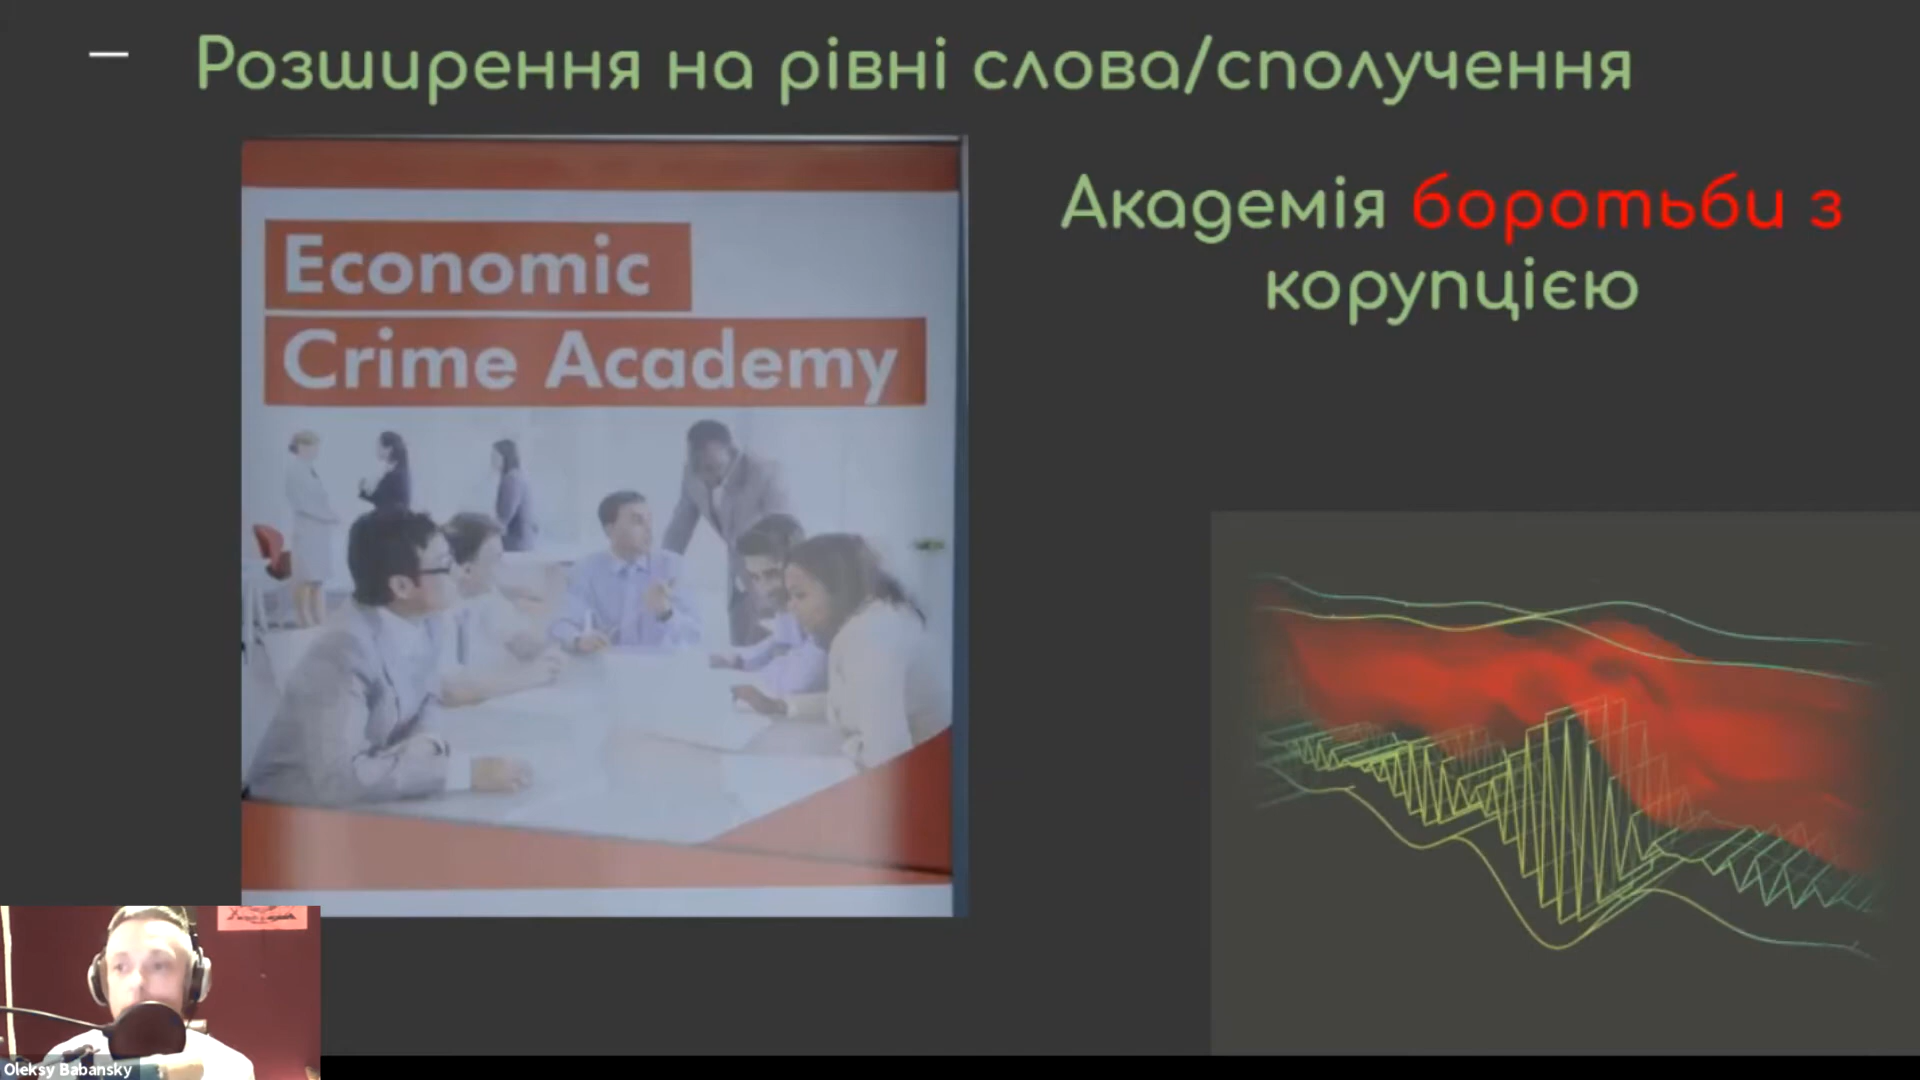 Розширення на рівні слова/сполучення
Economic
Crime Academy
Академія боротьби з
корупцією
Oleksy Babansky